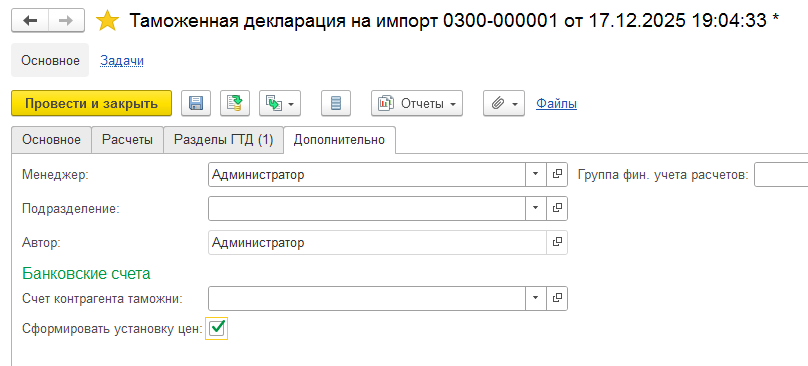 Таможенная декларация на импорт 0300-000001 от 17.12.2025 19:04:33 *
Основное Задачи
Провести и закрыть Отчеты Файлы
Основное Расчеты Разделы ГТД (1) Дополнительно
Менеджер: Администратор Группа фин. учета расчетов:
Подразделение:
Автор: Администратор
Банковские счета
Счет контрагента таможни:
Сформировать установку цен: